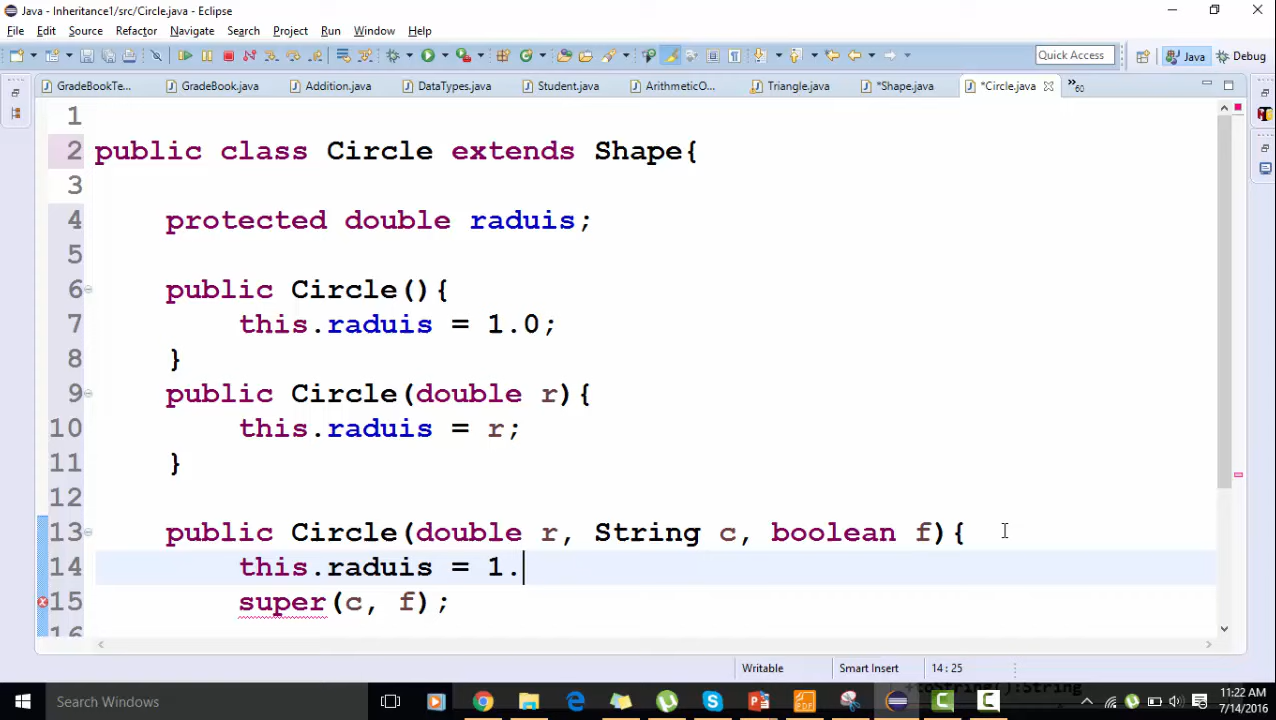 Java - Inheritance1/src/Circle.java - Eclipse
File Edit Source Refactor Navigate Search Project Run Window Help
Quick Access Java Debug
GradeBookTe... GradeBook.java Addition.java DataTypes.java Student.java ArithmeticO... Triangle.java *Shape.java *Circle.java »60
1
2 public class Circle extends Shape{
3
4 protected double raduis;
5
6 public Circle(){
7 this.raduis = 1.0;
8 }
9 public Circle(double r){
10 this.raduis = r;
11 }
12
13 public Circle(double r, String c, boolean f){
14 this.raduis = 1.
15 super(c, f);
16
Writable Smart Insert 14 : 25
+toString():String
Search Windows
11:22 AM
7/14/2016